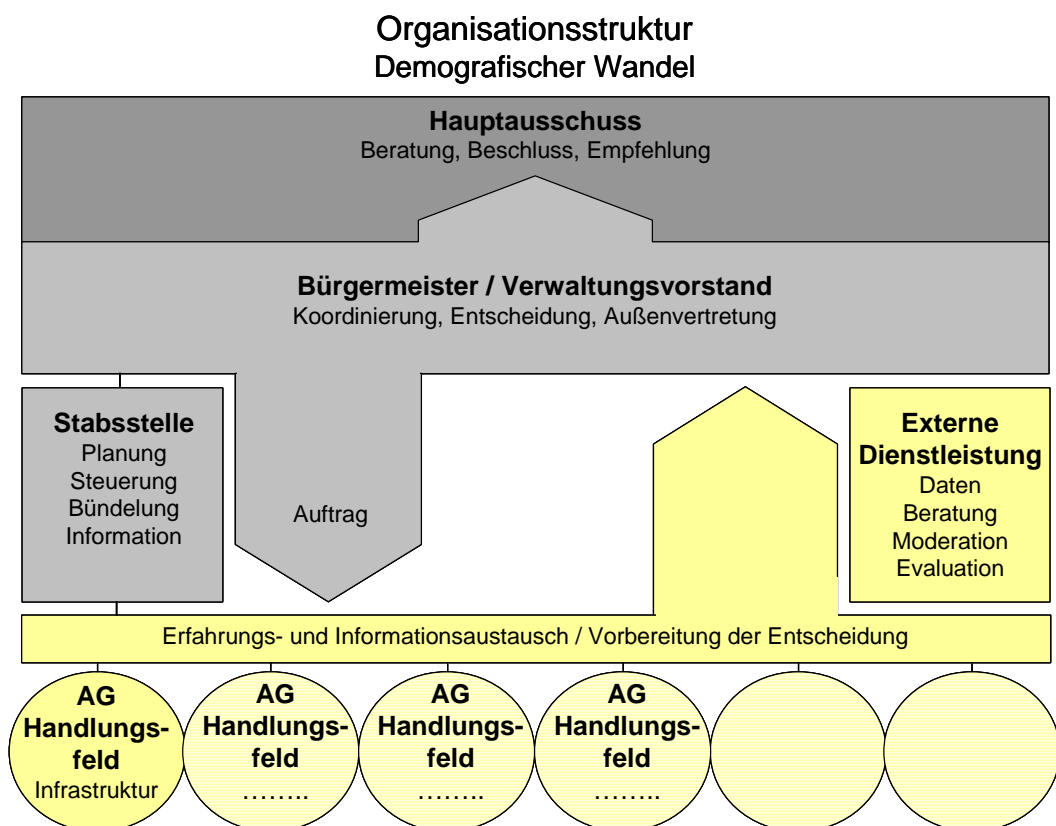 Organisationsstruktur
Demografischer Wandel
Hauptausschuss
Beratung, Beschluss, Empfehlung
Bürgermeister / Verwaltungsvorstand
Koordinierung, Entscheidung, Außenvertretung
Stabsstelle
Planung
Steuerung
Bündelung
Information
Auftrag
Externe
Dienstleistung
Daten
Beratung
Moderation
Evaluation
Erfahrungs- und Informationsaustausch / Vorbereitung der Entscheidung
AG
Handlungs-
feld
Infrastruktur
AG
Handlungs-
feld
……..
AG
Handlungs-
feld
……..
AG
Handlungs-
feld
……..